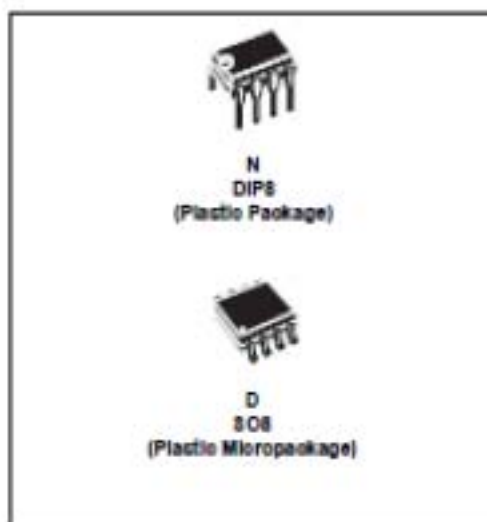 N
DIP8
(Plastic Package)
D
SO8
(Plastic Micropackage)